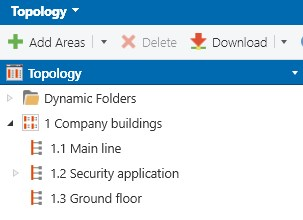 Topology
Add Areas Delete Download
Topology
Dynamic Folders
1 Company buildings
1.1 Main line
1.2 Security application
1.3 Ground floor